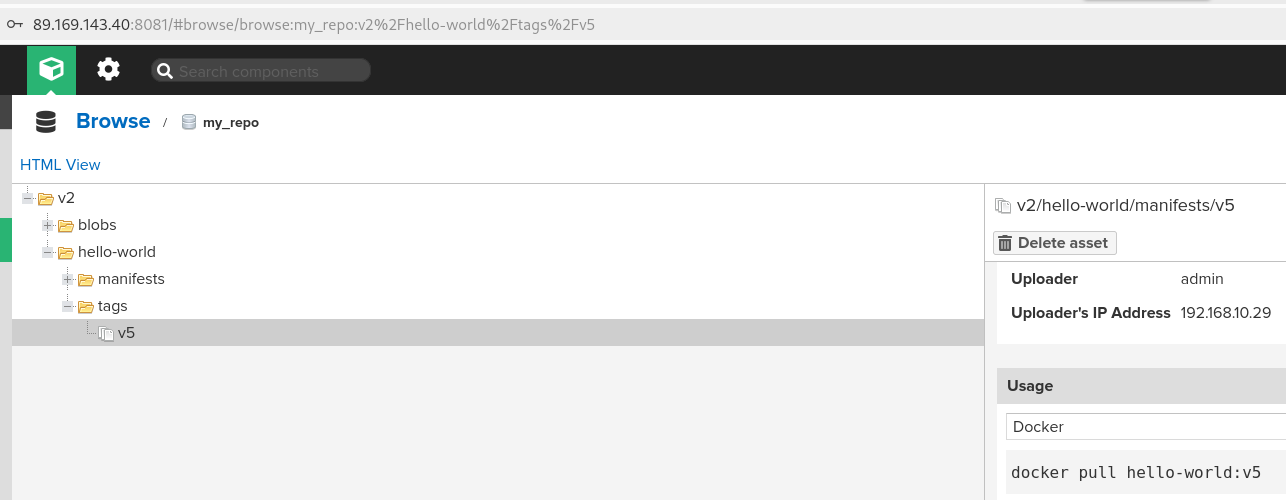 89.169.143.40:8081/#browse/browse:my_repo:v2%2Fhello-world%2Ftags%2Fv5
Search components
Browse / my_repo
HTML View
v2
blobs
hello-world
manifests
tags
v5
v2/hello-world/manifests/v5
Delete asset
Uploader admin
Uploader's IP Address 192.168.10.29
Usage
Docker
docker pull hello-world:v5